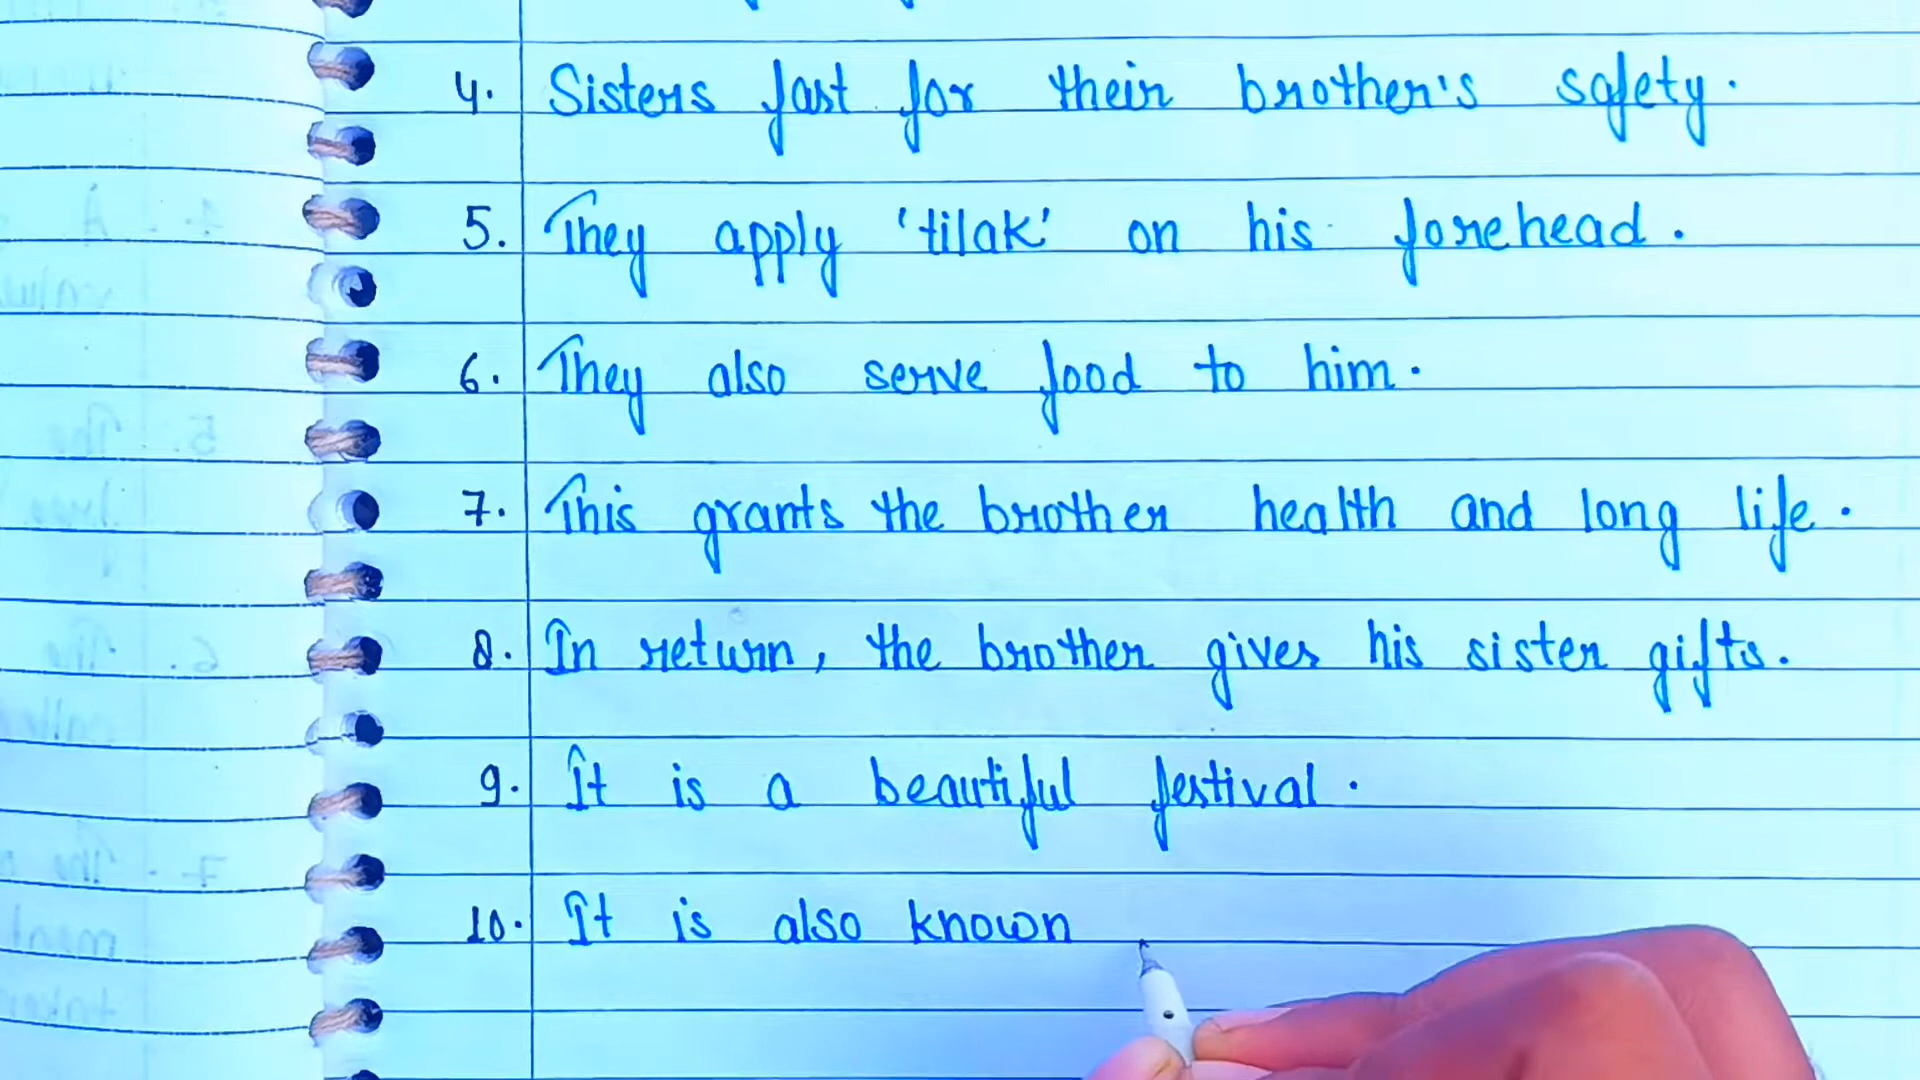 4. Sisters fast for their brother's safety.
5. They apply 'tilak' on his forehead.
6. They also serve food to him.
7. This grants the brother health and long life.
8. In return, the brother gives his sister gifts.
9. It is a beautiful festival.
10. It is also known